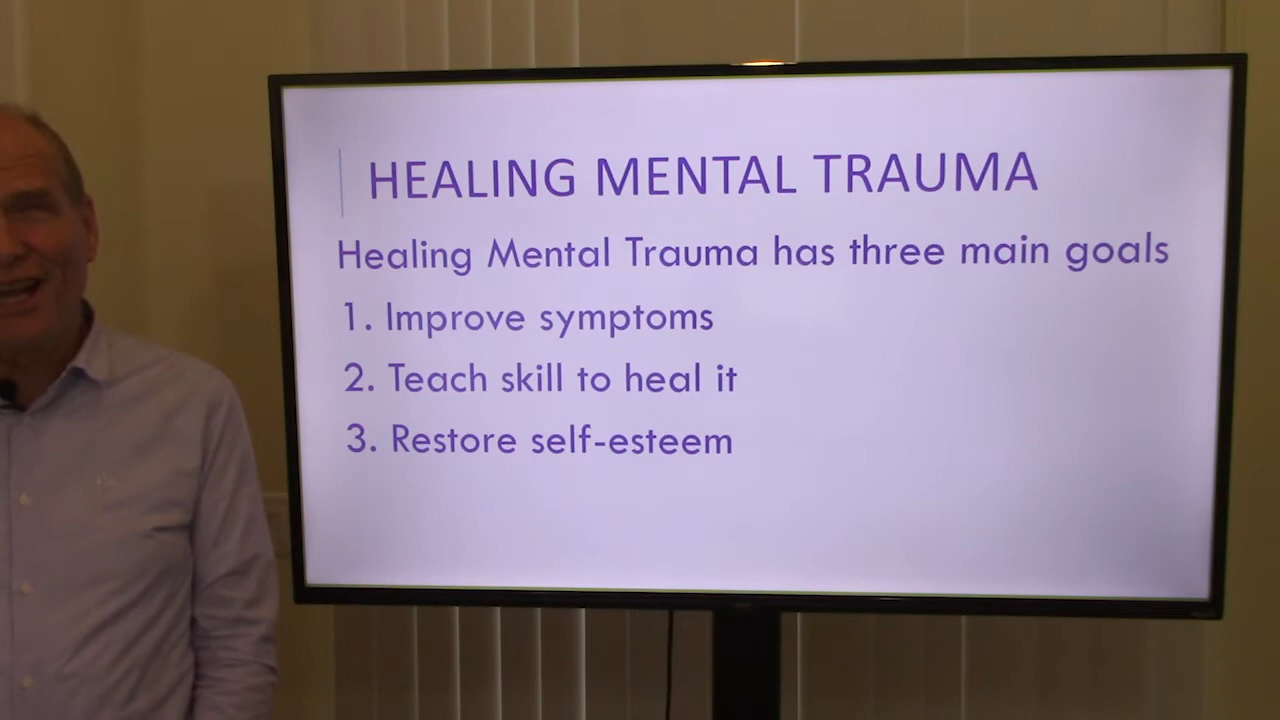 HEALING MENTAL TRAUMA
Healing Mental Trauma has three main goals
1. Improve symptoms
2. Teach skill to heal it
3. Restore self-esteem